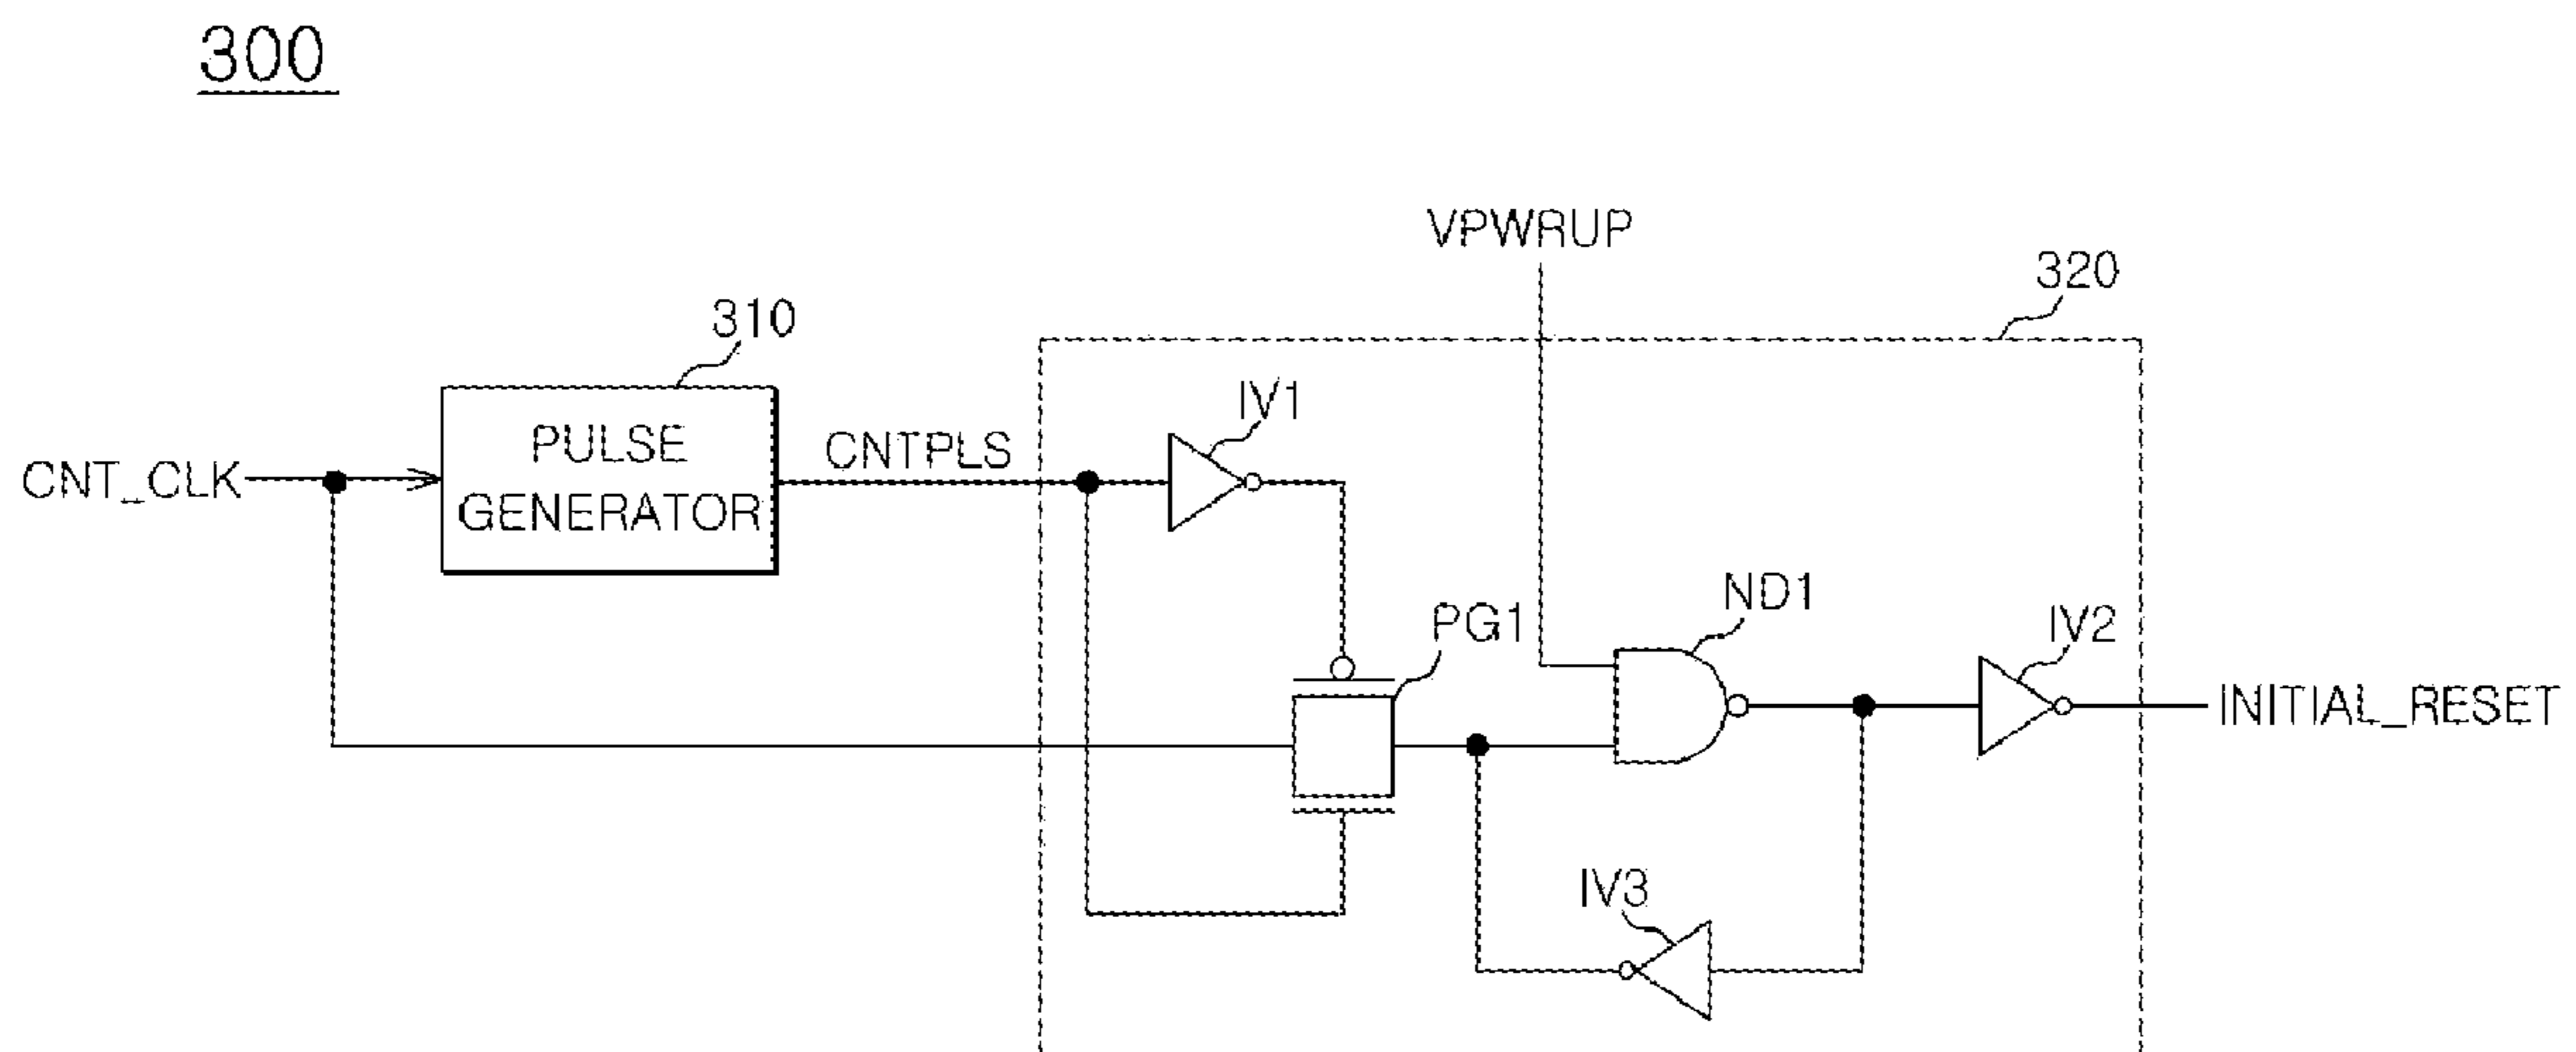 300
VPWRUP
320
310
IV1
CNT_CLK
PULSE
GENERATOR
CNTPLS
ND1
PG1
IV2
INITIAL_RESET
IV3